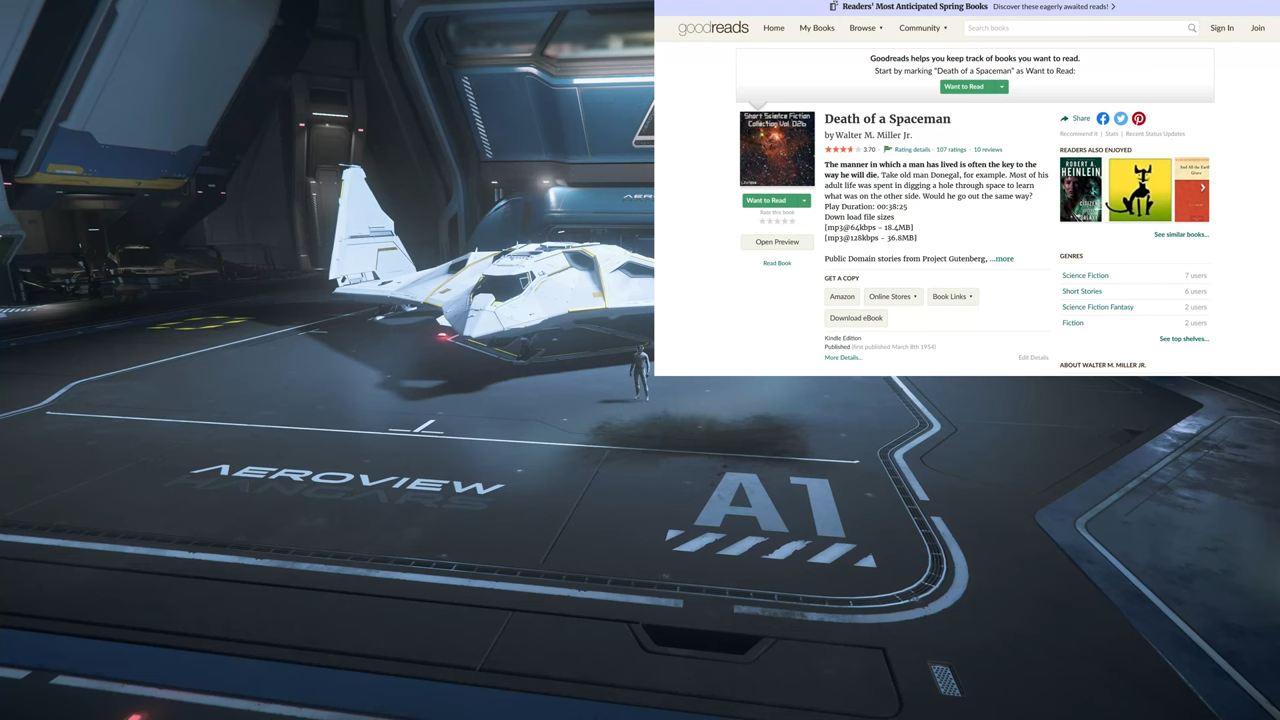 Readers' Most Anticipated Spring Books Discover these eagerly awaited reads!
goodreads Home My Books Browse Community Search books Sign In Join
Goodreads helps you keep track of books you want to read.
Start by marking “Death of a Spaceman” as Want to Read:
Want to Read
Short Science Fiction
Collection Vol. 026
Want to Read
Rate this book
Open Preview
Read Book
Death of a Spaceman
by Walter M. Miller Jr.
3.70 Rating details · 107 ratings · 10 reviews
The manner in which a man has lived is often the key to the
way he will die. Take old man Donegal, for example. Most of his
adult life was spent in digging a hole through space to learn
what was on the other side. Would he go out the same way?
Play Duration: 00:38:25
Down load file sizes
[mp3@64kbps - 18.4MB]
[mp3@128kbps - 36.8MB]
Public Domain stories from Project Gutenberg, ...more
GET A COPY
Amazon Online Stores Book Links
Download eBook
Kindle Edition
Published (first published March 8th 1954)
More Details... Edit Details
Share
Recommend It | Stats | Recent Status Updates
READERS ALSO ENJOYED
ROBERT A.
HEINLEIN
CITIZEN
And All the Earth
Grave
See similar books...
GENRES
Science Fiction 7 users
Short Stories 6 users
Science Fiction Fantasy 2 users
Fiction 2 users
See top shelves...
ABOUT WALTER M. MILLER JR.
AEROVIEW
HANGARS
A1